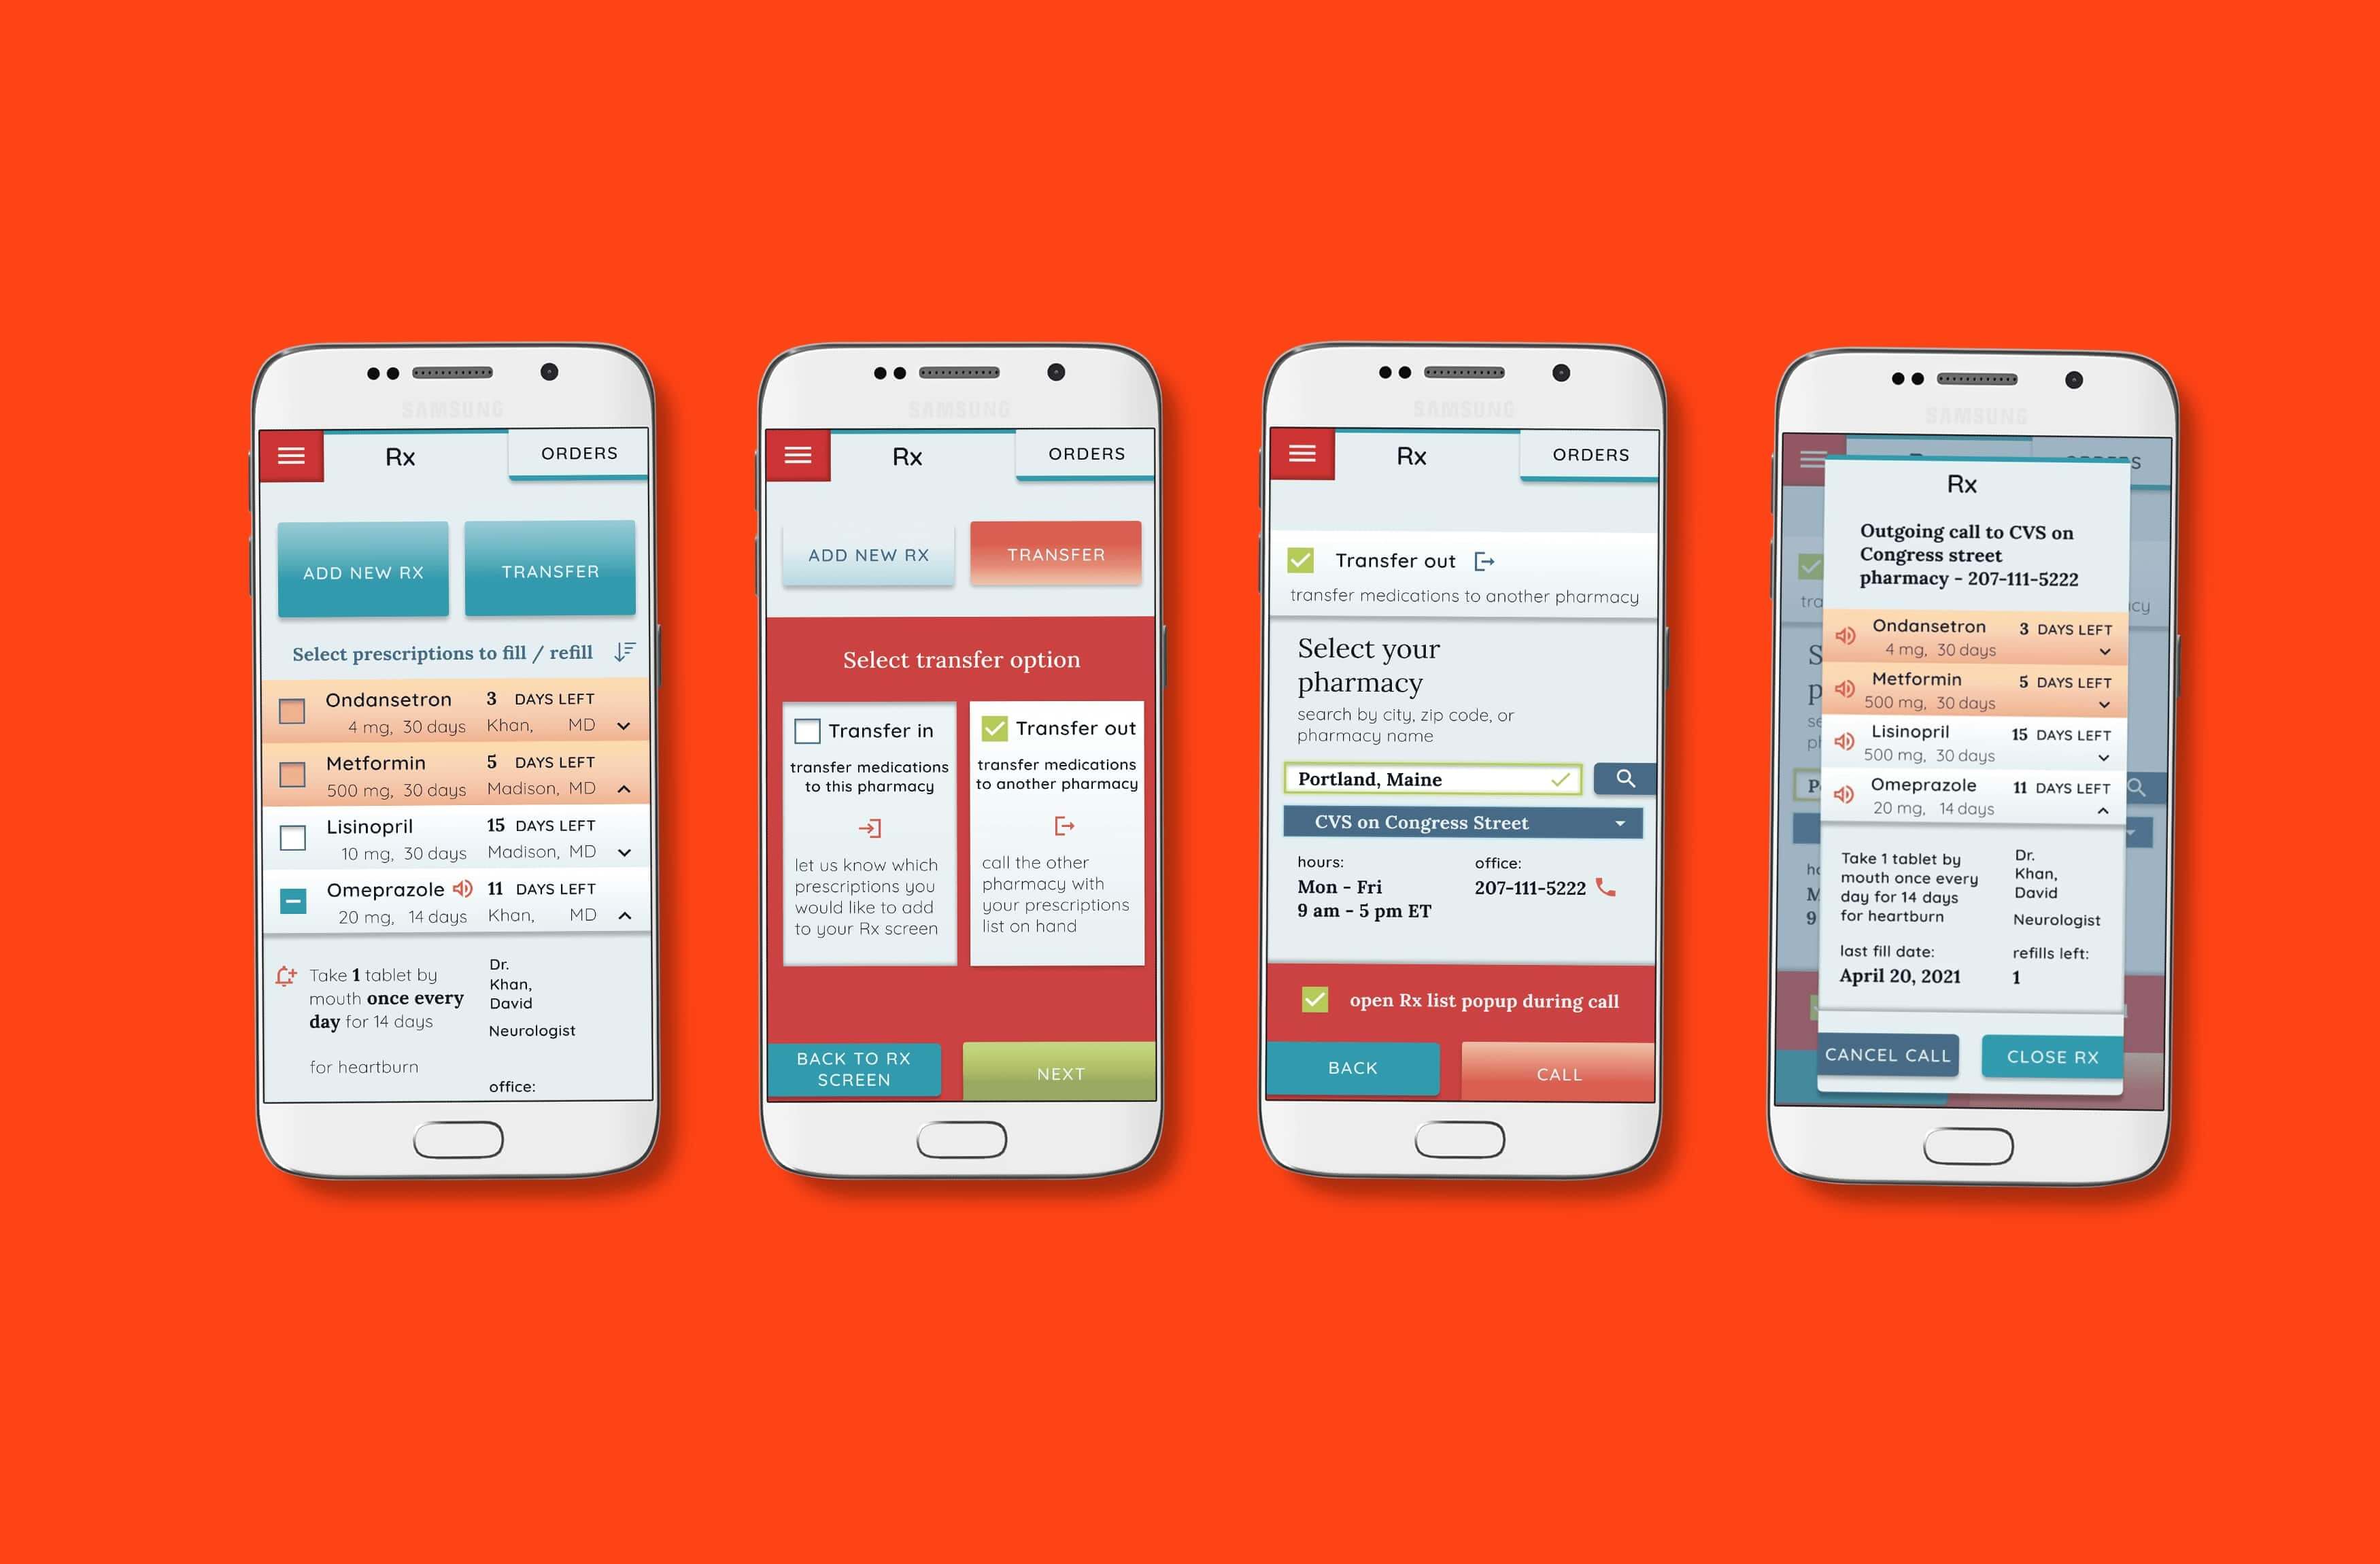 SAMSUNG
Rx
ORDERS
ADD NEW RX
TRANSFER
Select prescriptions to fill / refill
Ondansetron 3 DAYS LEFT
4 mg, 30 days Khan, MD
Metformin 5 DAYS LEFT
500 mg, 30 days Madison, MD
Lisinopril 15 DAYS LEFT
10 mg, 30 days Madison, MD
Omeprazole 11 DAYS LEFT
20 mg, 14 days Khan, MD
Take 1 tablet by
mouth once every
day for 14 days
for heartburn
Dr.
Khan,
David
Neurologist
office:
SAMSUNG
Rx
ORDERS
ADD NEW RX
TRANSFER
Select transfer option
Transfer in
transfer medications
to this pharmacy
let us know which
prescriptions you
would like to add
to your Rx screen
Transfer out
transfer medications
to another pharmacy
call the other
pharmacy with
your prescriptions
list on hand
BACK TO RX
SCREEN
NEXT
SAMSUNG
Rx
ORDERS
Transfer out
transfer medications to another pharmacy
Select your
pharmacy
search by city, zip code, or
pharmacy name
Portland, Maine
CVS on Congress Street
hours:
Mon - Fri
9 am - 5 pm ET
office:
207-111-5222
open Rx list popup during call
BACK
CALL
SAMSUNG
Rx
Outgoing call to CVS on
Congress street
pharmacy - 207-111-5222
Ondansetron 3 DAYS LEFT
4 mg, 30 days
Metformin 5 DAYS LEFT
500 mg, 30 days
Lisinopril 15 DAYS LEFT
500 mg, 30 days
Omeprazole 11 DAYS LEFT
20 mg, 14 days
Take 1 tablet by
mouth once every
day for 14 days
for heartburn
Dr.
Khan,
David
Neurologist
last fill date:
April 20, 2021
refills left:
1
CANCEL CALL
CLOSE RX